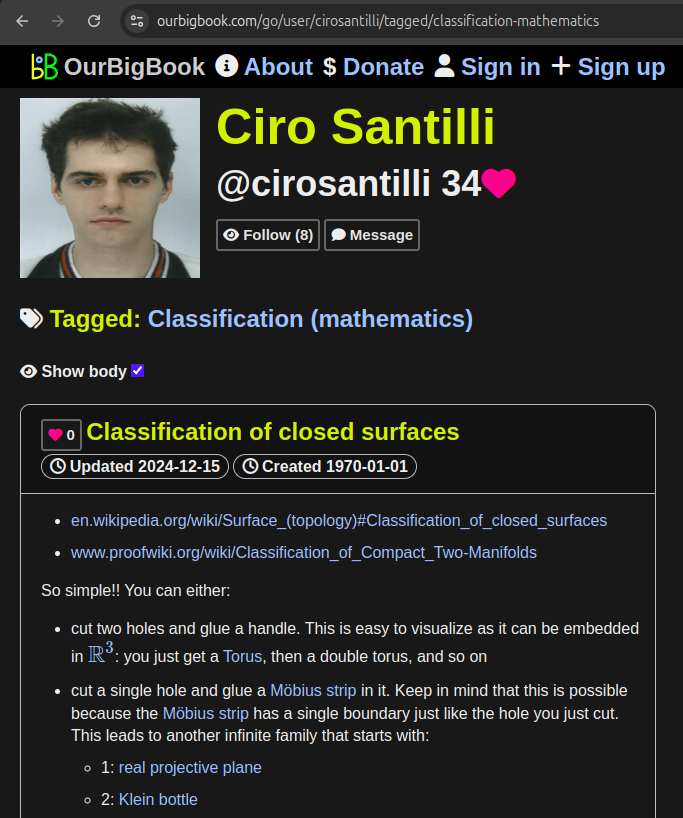 ourbigbook.com/go/user/cirosantilli/tagged/classification-mathematics
bB OurBigBook About $ Donate Sign in + Sign up
Ciro Santilli
@cirosantilli 34
Follow (8) Message
Tagged: Classification (mathematics)
Show body
0 Classification of closed surfaces
Updated 2024-12-15 Created 1970-01-01
• en.wikipedia.org/wiki/Surface_(topology)#Classification_of_closed_surfaces
• www.proofwiki.org/wiki/Classification_of_Compact_Two-Manifolds
So simple!! You can either:
• cut two holes and glue a handle. This is easy to visualize as it can be embedded
in ℝ³: you just get a Torus, then a double torus, and so on
• cut a single hole and glue a Möbius strip in it. Keep in mind that this is possible
because the Möbius strip has a single boundary just like the hole you just cut.
This leads to another infinite family that starts with:
◦ 1: real projective plane
◦ 2: Klein bottle